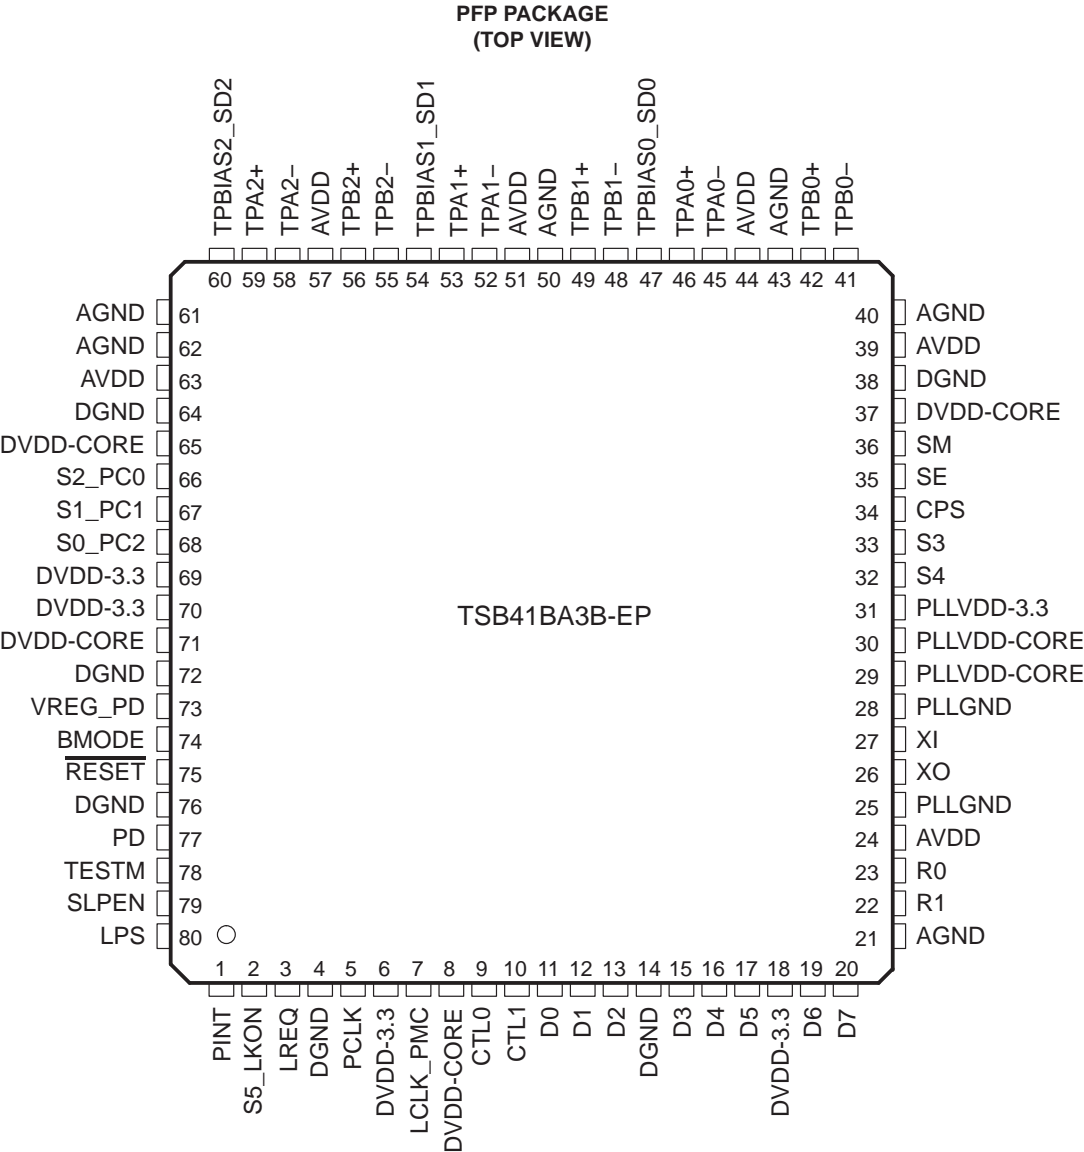 PFP PACKAGE
(TOP VIEW)
TPBIAS2_SD2
TPA2+
TPA2–
AVDD
TPB2+
TPB2–
TPBIAS1_SD1
TPA1+
TPA1–
AVDD
AGND
TPB1+
TPB1–
TPBIAS0_SD0
TPA0+
TPA0–
AVDD
AGND
TPB0+
TPB0–
60 59 58 57 56 55 54 53 52 51 50 49 48 47 46 45 44 43 42 41
AGND 61
AGND 62
AVDD 63
DGND 64
DVDD-CORE 65
S2_PC0 66
S1_PC1 67
S0_PC2 68
DVDD-3.3 69
DVDD-3.3 70
DVDD-CORE 71
DGND 72
VREG_PD 73
BMODE 74
RESET 75
DGND 76
PD 77
TESTM 78
SLPEN 79
LPS 80
TSB41BA3B-EP
40 AGND
39 AVDD
38 DGND
37 DVDD-CORE
36 SM
35 SE
34 CPS
33 S3
32 S4
31 PLLVDD-3.3
30 PLLVDD-CORE
29 PLLVDD-CORE
28 PLLGND
27 XI
26 XO
25 PLLGND
24 AVDD
23 R0
22 R1
21 AGND
1 2 3 4 5 6 7 8 9 10 11 12 13 14 15 16 17 18 19 20
PINT
S5_LKON
LREQ
DGND
PCLK
DVDD-3.3
LCLK_PMC
DVDD-CORE
CTL0
CTL1
D0
D1
D2
DGND
D3
D4
D5
DVDD-3.3
D6
D7